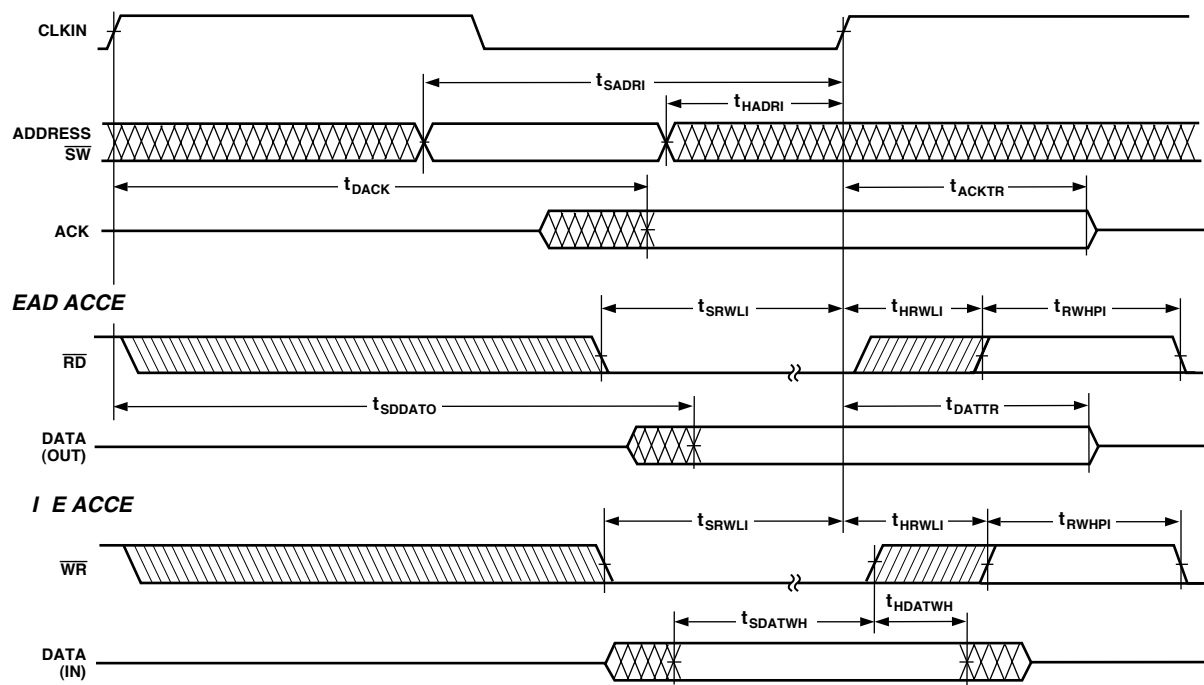 CLKIN
tSADRI
tHADRI
ADDRESS
SW
tDACK
tACKTR
ACK
EAD ACCE
tSRWLI
tHRWLI
tRWHPI
RD
tSDDATO
tDATTR
DATA
(OUT)
I E ACCE
tSRWLI
tHRWLI
tRWHPI
WR
tHDATWH
tSDATWH
DATA
(IN)